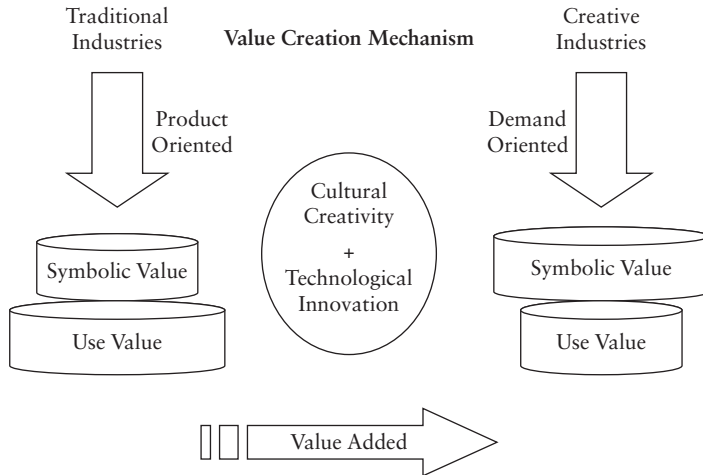 Traditional
Industries
Value Creation Mechanism
Creative
Industries
Product
Oriented
Demand
Oriented
Cultural
Creativity
+
Technological
Innovation
Symbolic Value
Use Value
Symbolic Value
Use Value
Value Added